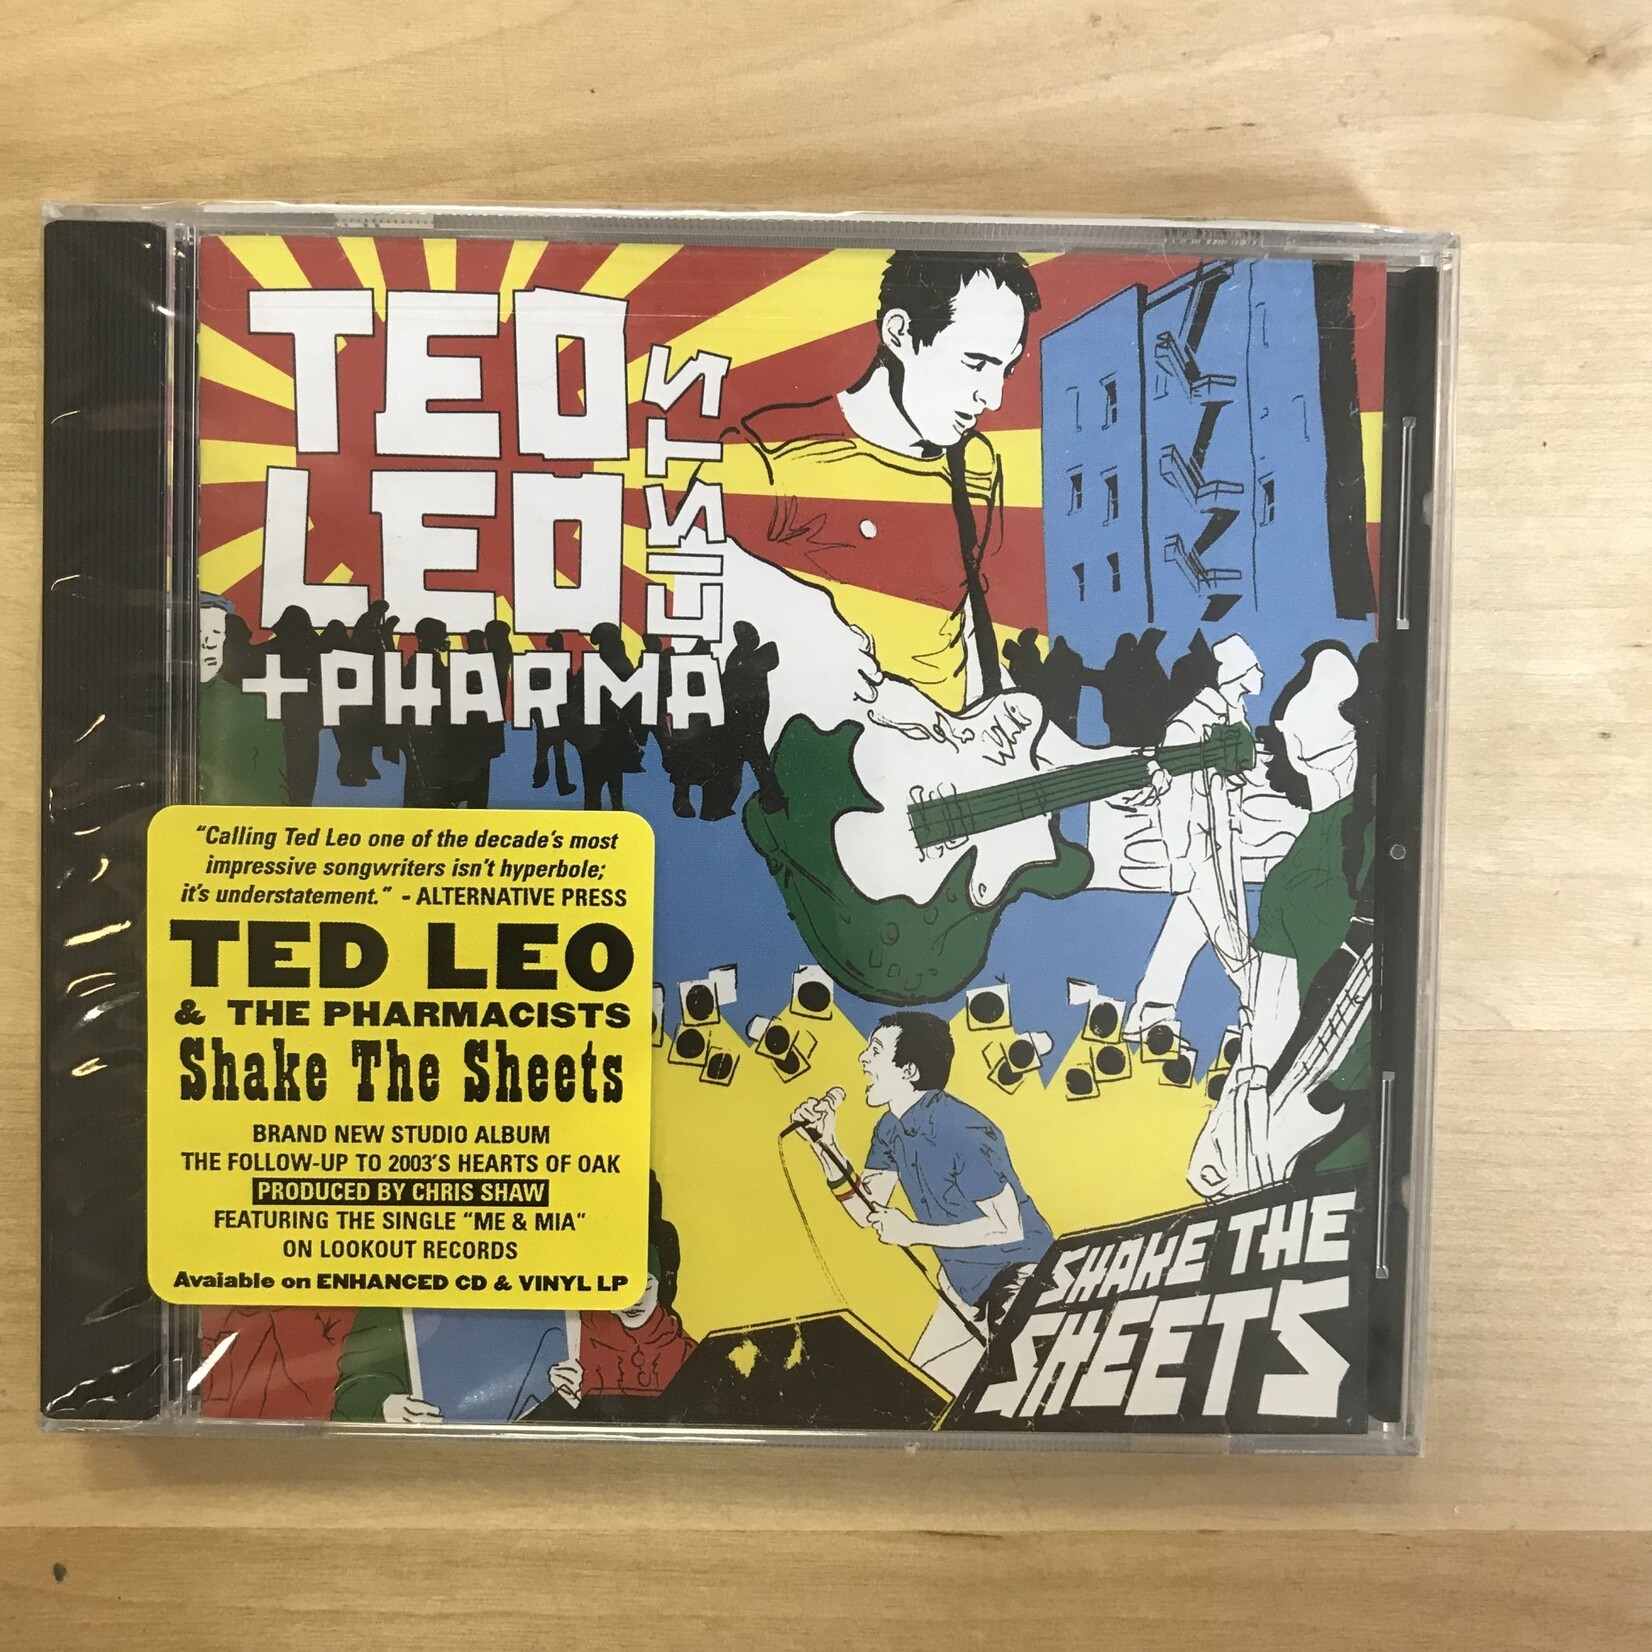 TED
LEO
+PHARMA
CISTS
"Calling Ted Leo one of the decade's most
impressive songwriters isn't hyperbole;
it's understatement." - ALTERNATIVE PRESS
TED LEO
& THE PHARMACISTS
Shake The Sheets
BRAND NEW STUDIO ALBUM
THE FOLLOW-UP TO 2003'S HEARTS OF OAK
PRODUCED BY CHRIS SHAW
FEATURING THE SINGLE "ME & MIA"
ON LOOKOUT RECORDS
Avaiable on ENHANCED CD & VINYL LP
SHAKE THE
SHEETS